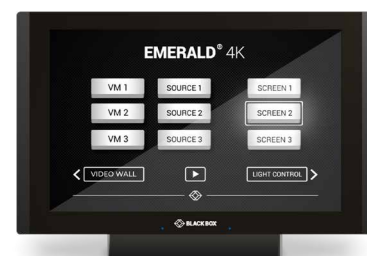 EMERALD® 4K
VM 1 SOURCE 1 SCREEN 1
VM 2 SOURCE 2 SCREEN 2
VM 3 SOURCE 3 SCREEN 3
VIDEO WALL LIGHT CONTROL
BLACK BOX